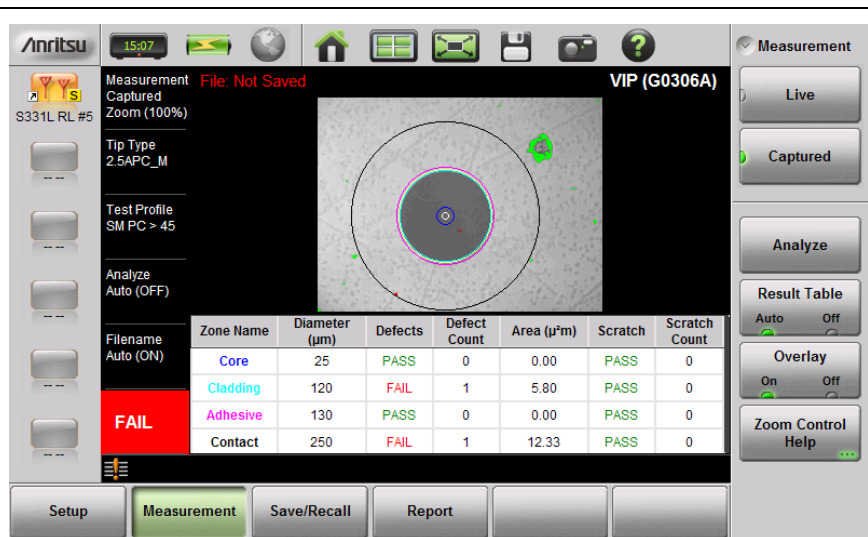 Anritsu
15:07
?
Measurement
S
S331L RL #5
-- --
-- --
-- --
-- --
-- --
Measurement
Captured
Zoom (100%)
Tip Type
2.5APC_M
Test Profile
SM PC > 45
Analyze
Auto (OFF)
Filename
Auto (ON)
FAIL
File: Not Saved
VIP (G0306A)
Zone Name Diameter (µm) Defects Defect Count Area (µ²m) Scratch Scratch Count
Core 25 PASS 0 0.00 PASS 0
Cladding 120 FAIL 1 5.80 PASS 0
Adhesive 130 PASS 0 0.00 PASS 0
Contact 250 FAIL 1 12.33 PASS 0
Live
Captured
Analyze
Result Table
Auto Off
Overlay
On Off
Zoom Control
Help
Setup Measurement Save/Recall Report